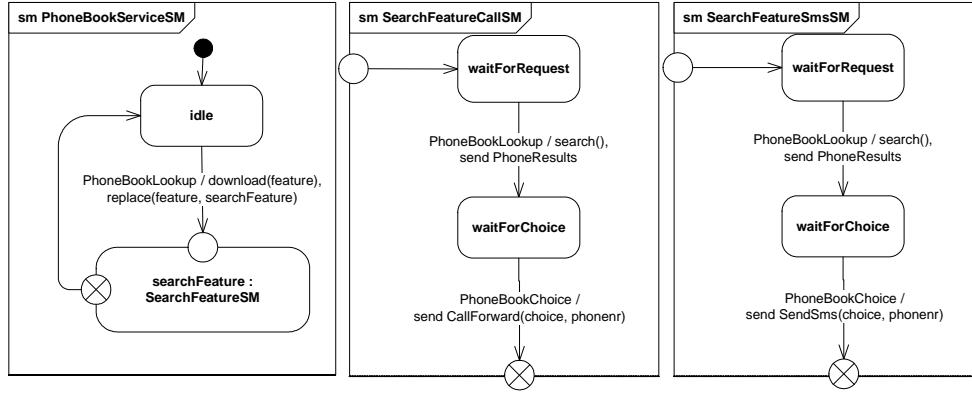 sm PhoneBookServiceSM
idle
PhoneBookLookup / download(feature),
replace(feature, searchFeature)
searchFeature :
SearchFeatureSM
sm SearchFeatureCallSM
waitForRequest
PhoneBookLookup / search(),
send PhoneResults
waitForChoice
PhoneBookChoice /
send CallForward(choice, phonenr)
sm SearchFeatureSmsSM
waitForRequest
PhoneBookLookup / search(),
send PhoneResults
waitForChoice
PhoneBookChoice /
send SendSms(choice, phonenr)